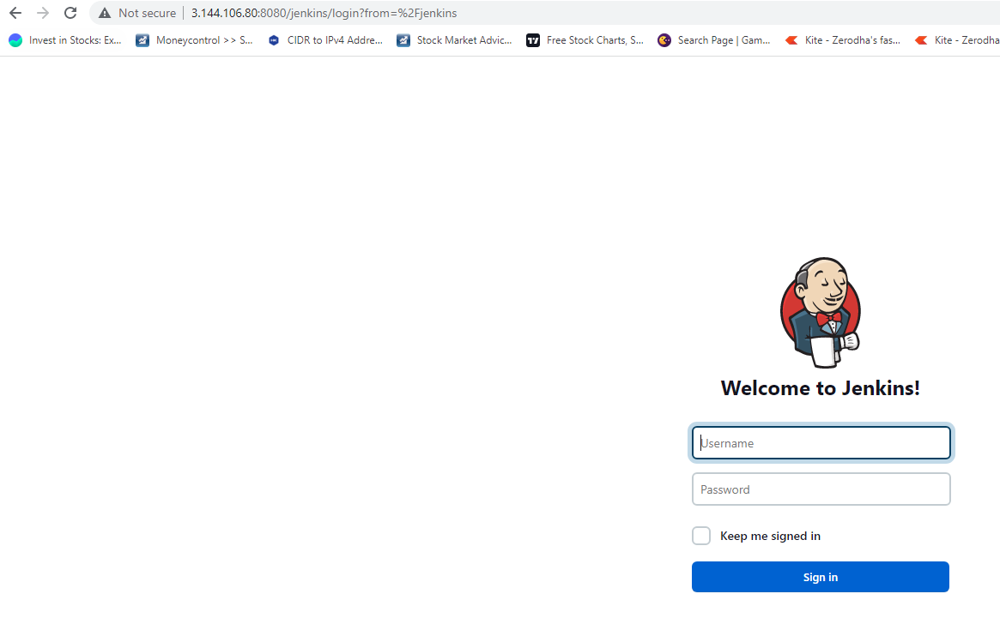 Not secure 3.144.106.80:8080/jenkins/login?from=%2Fjenkins
Invest in Stocks: Ex... Moneycontrol >> S... CIDR to IPv4 Addre... Stock Market Advic... Free Stock Charts, S... Search Page | Gam... Kite - Zerodha's fas... Kite - Zerodha
Welcome to Jenkins!
Username
Password
Keep me signed in
Sign in